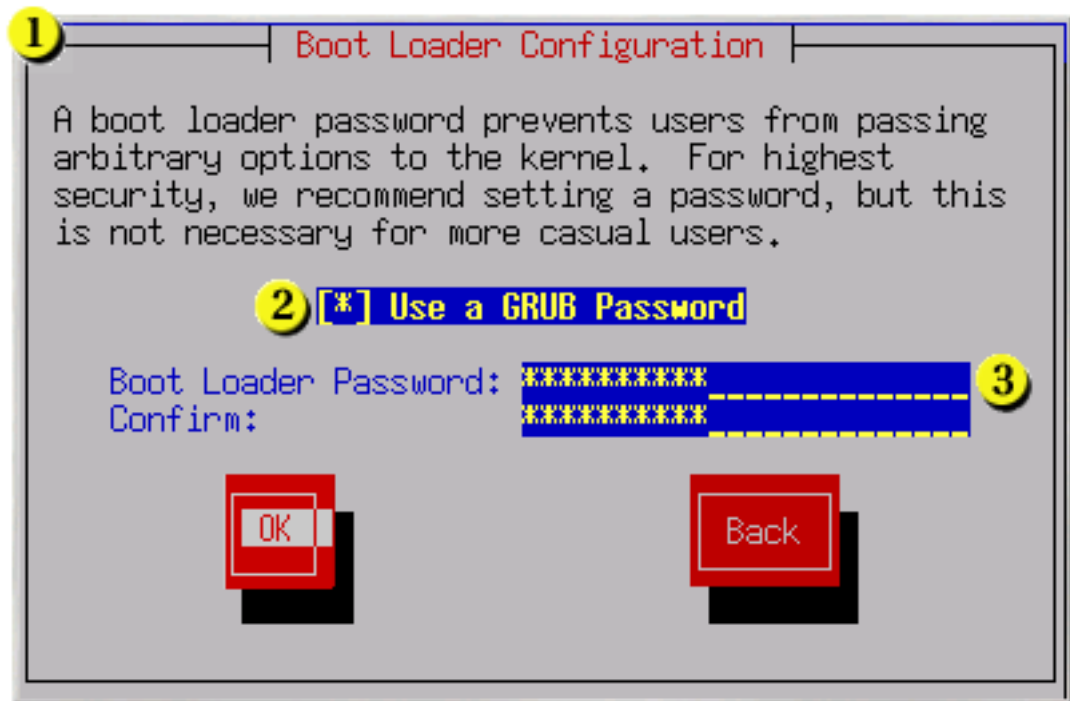 1
Boot Loader Configuration
A boot loader password prevents users from passing
arbitrary options to the kernel. For highest
security, we recommend setting a password, but this
is not necessary for more casual users.
2 [*] Use a GRUB Password
Boot Loader Password: ********** 3
Confirm: **********
OK Back